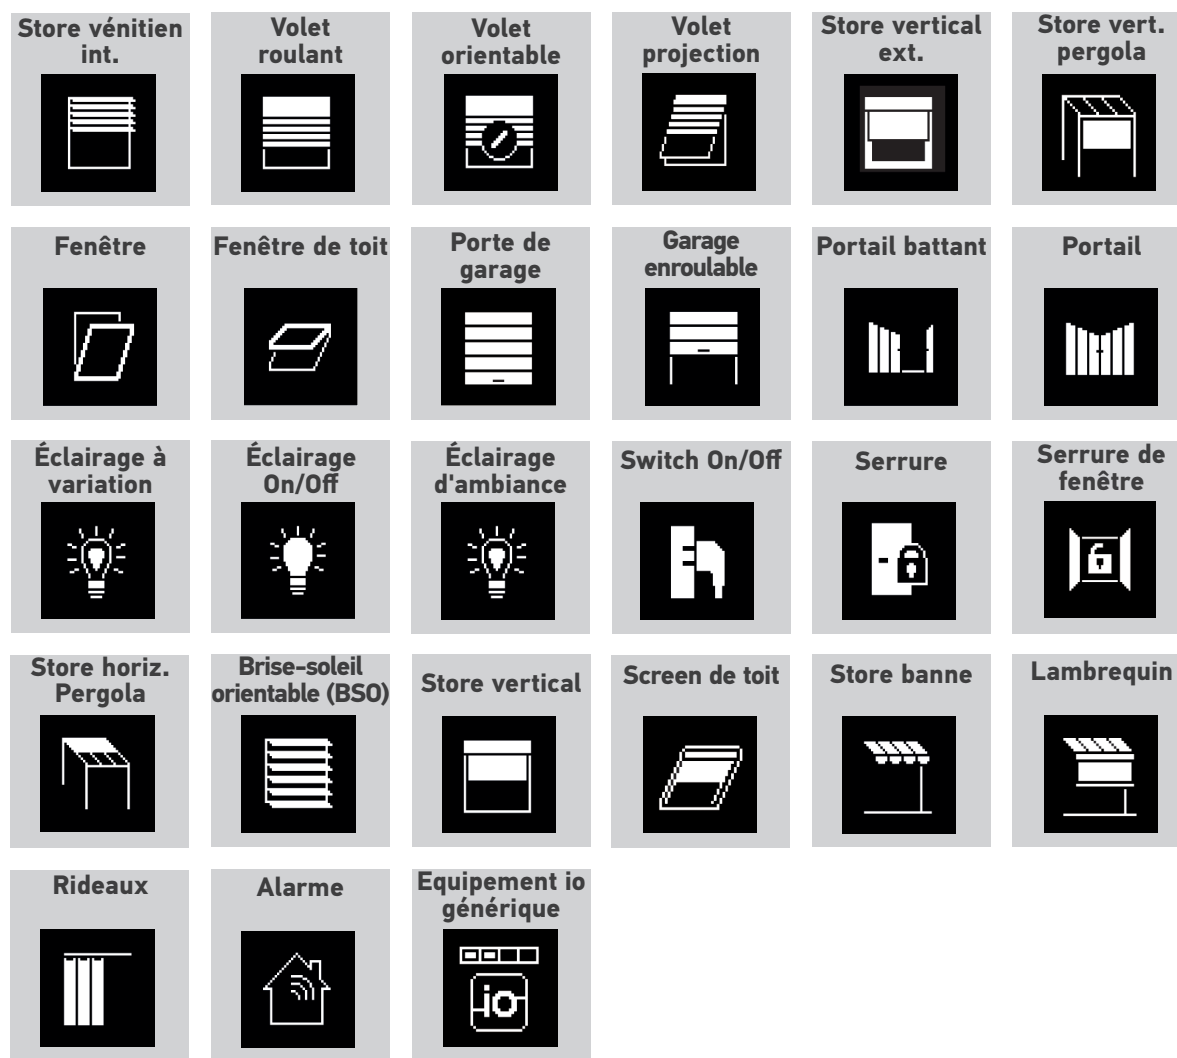 Store vénitien
int.
Volet
roulant
Volet
orientable
Volet
projection
Store vertical
ext.
Store vert.
pergola
Fenêtre
Fenêtre de toit
Porte de
garage
Garage
enroulable
Portail battant
Portail
Éclairage à
variation
Éclairage
On/Off
Éclairage
d'ambiance
Switch On/Off
Serrure
Serrure de
fenêtre
Store horiz.
Pergola
Brise-soleil
orientable (BSO)
Store vertical
Screen de toit
Store banne
Lambrequin
Rideaux
Alarme
Equipement io
générique
io